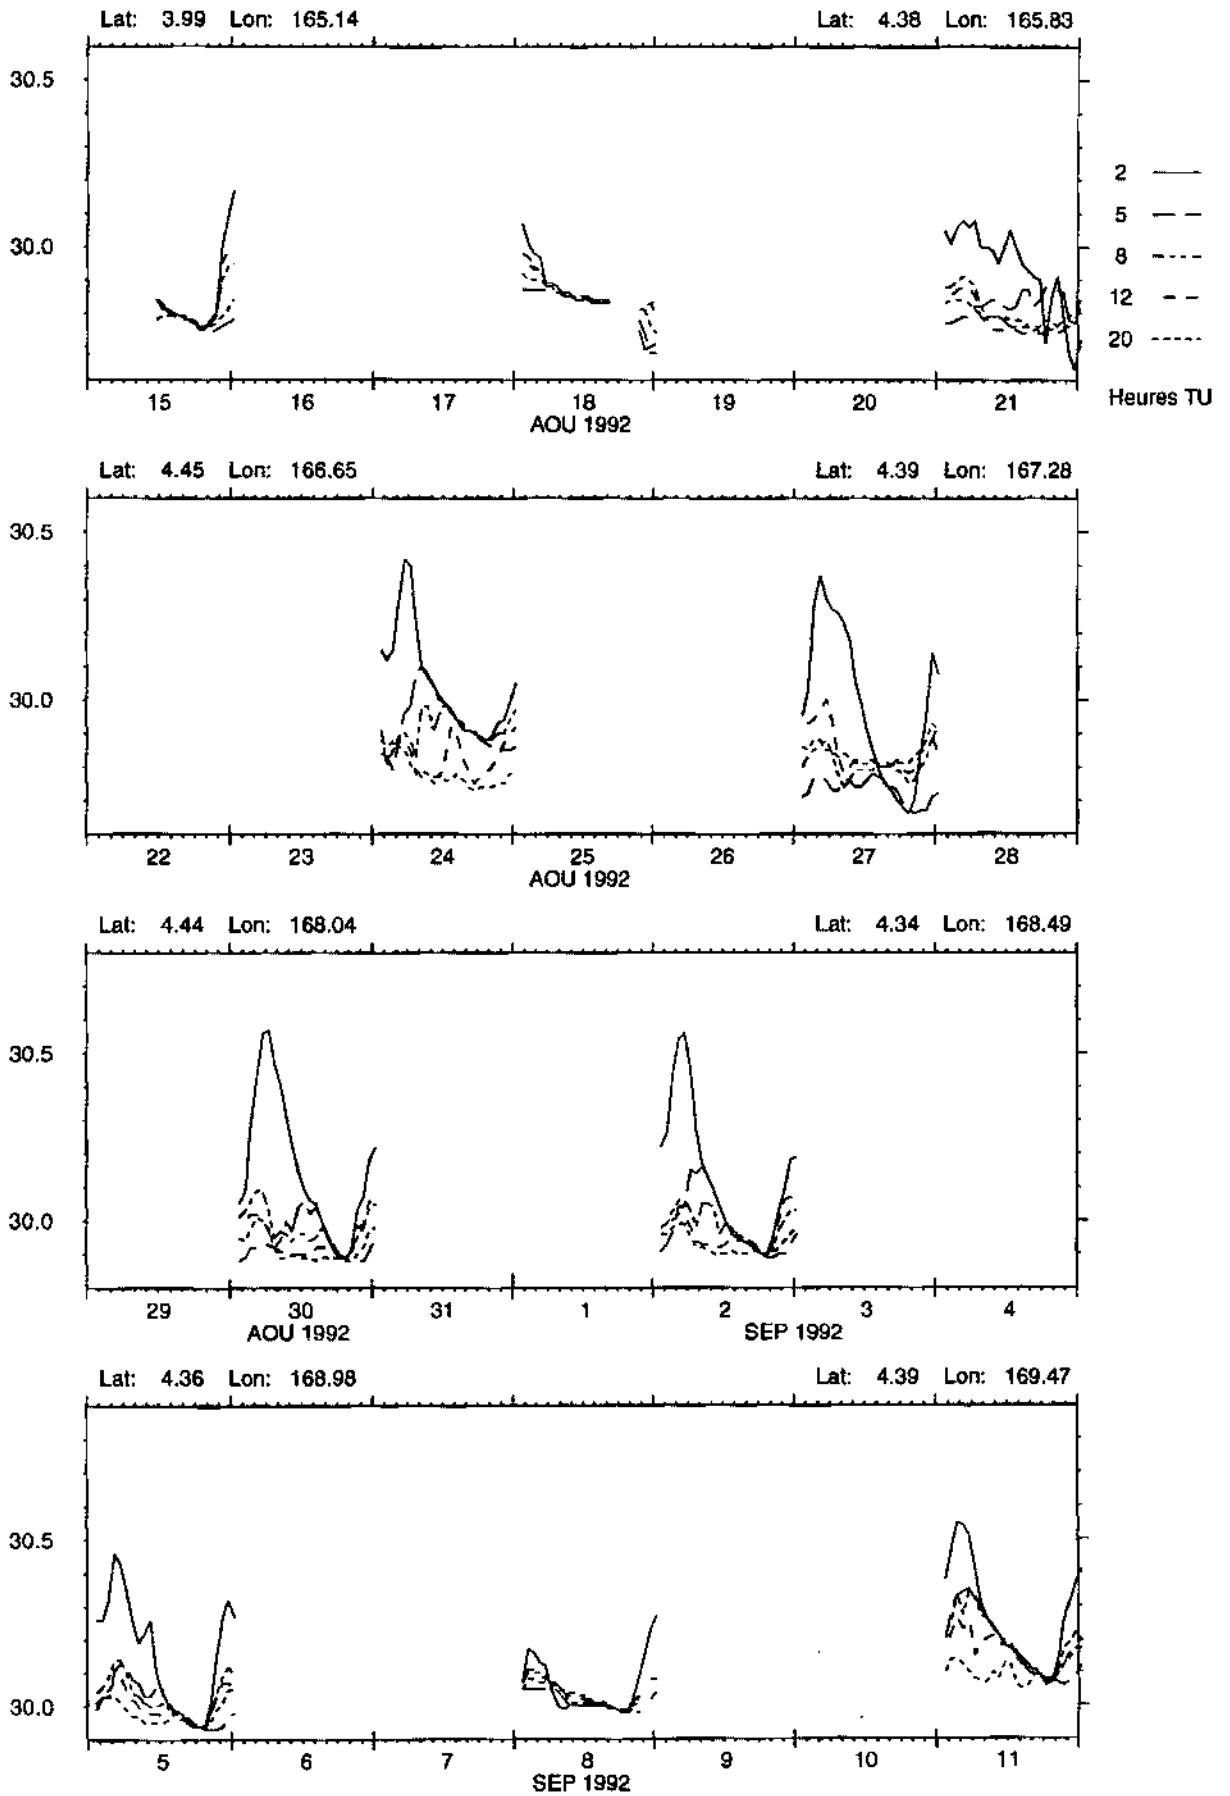 Lat: 3.99 Lon: 165.14 Lat: 4.38 Lon: 165.83
30.5
30.0
2
5
8
12
20
Heures TU
15 16 17 18 19 20 21
AOU 1992
Lat: 4.45 Lon: 166.65 Lat: 4.39 Lon: 167.28
30.5
30.0
22 23 24 25 26 27 28
AOU 1992
Lat: 4.44 Lon: 168.04 Lat: 4.34 Lon: 168.49
30.5
30.0
29 30 31 1 2 3 4
AOU 1992 SEP 1992
Lat: 4.36 Lon: 168.98 Lat: 4.39 Lon: 169.47
30.5
30.0
5 6 7 8 9 10 11
SEP 1992